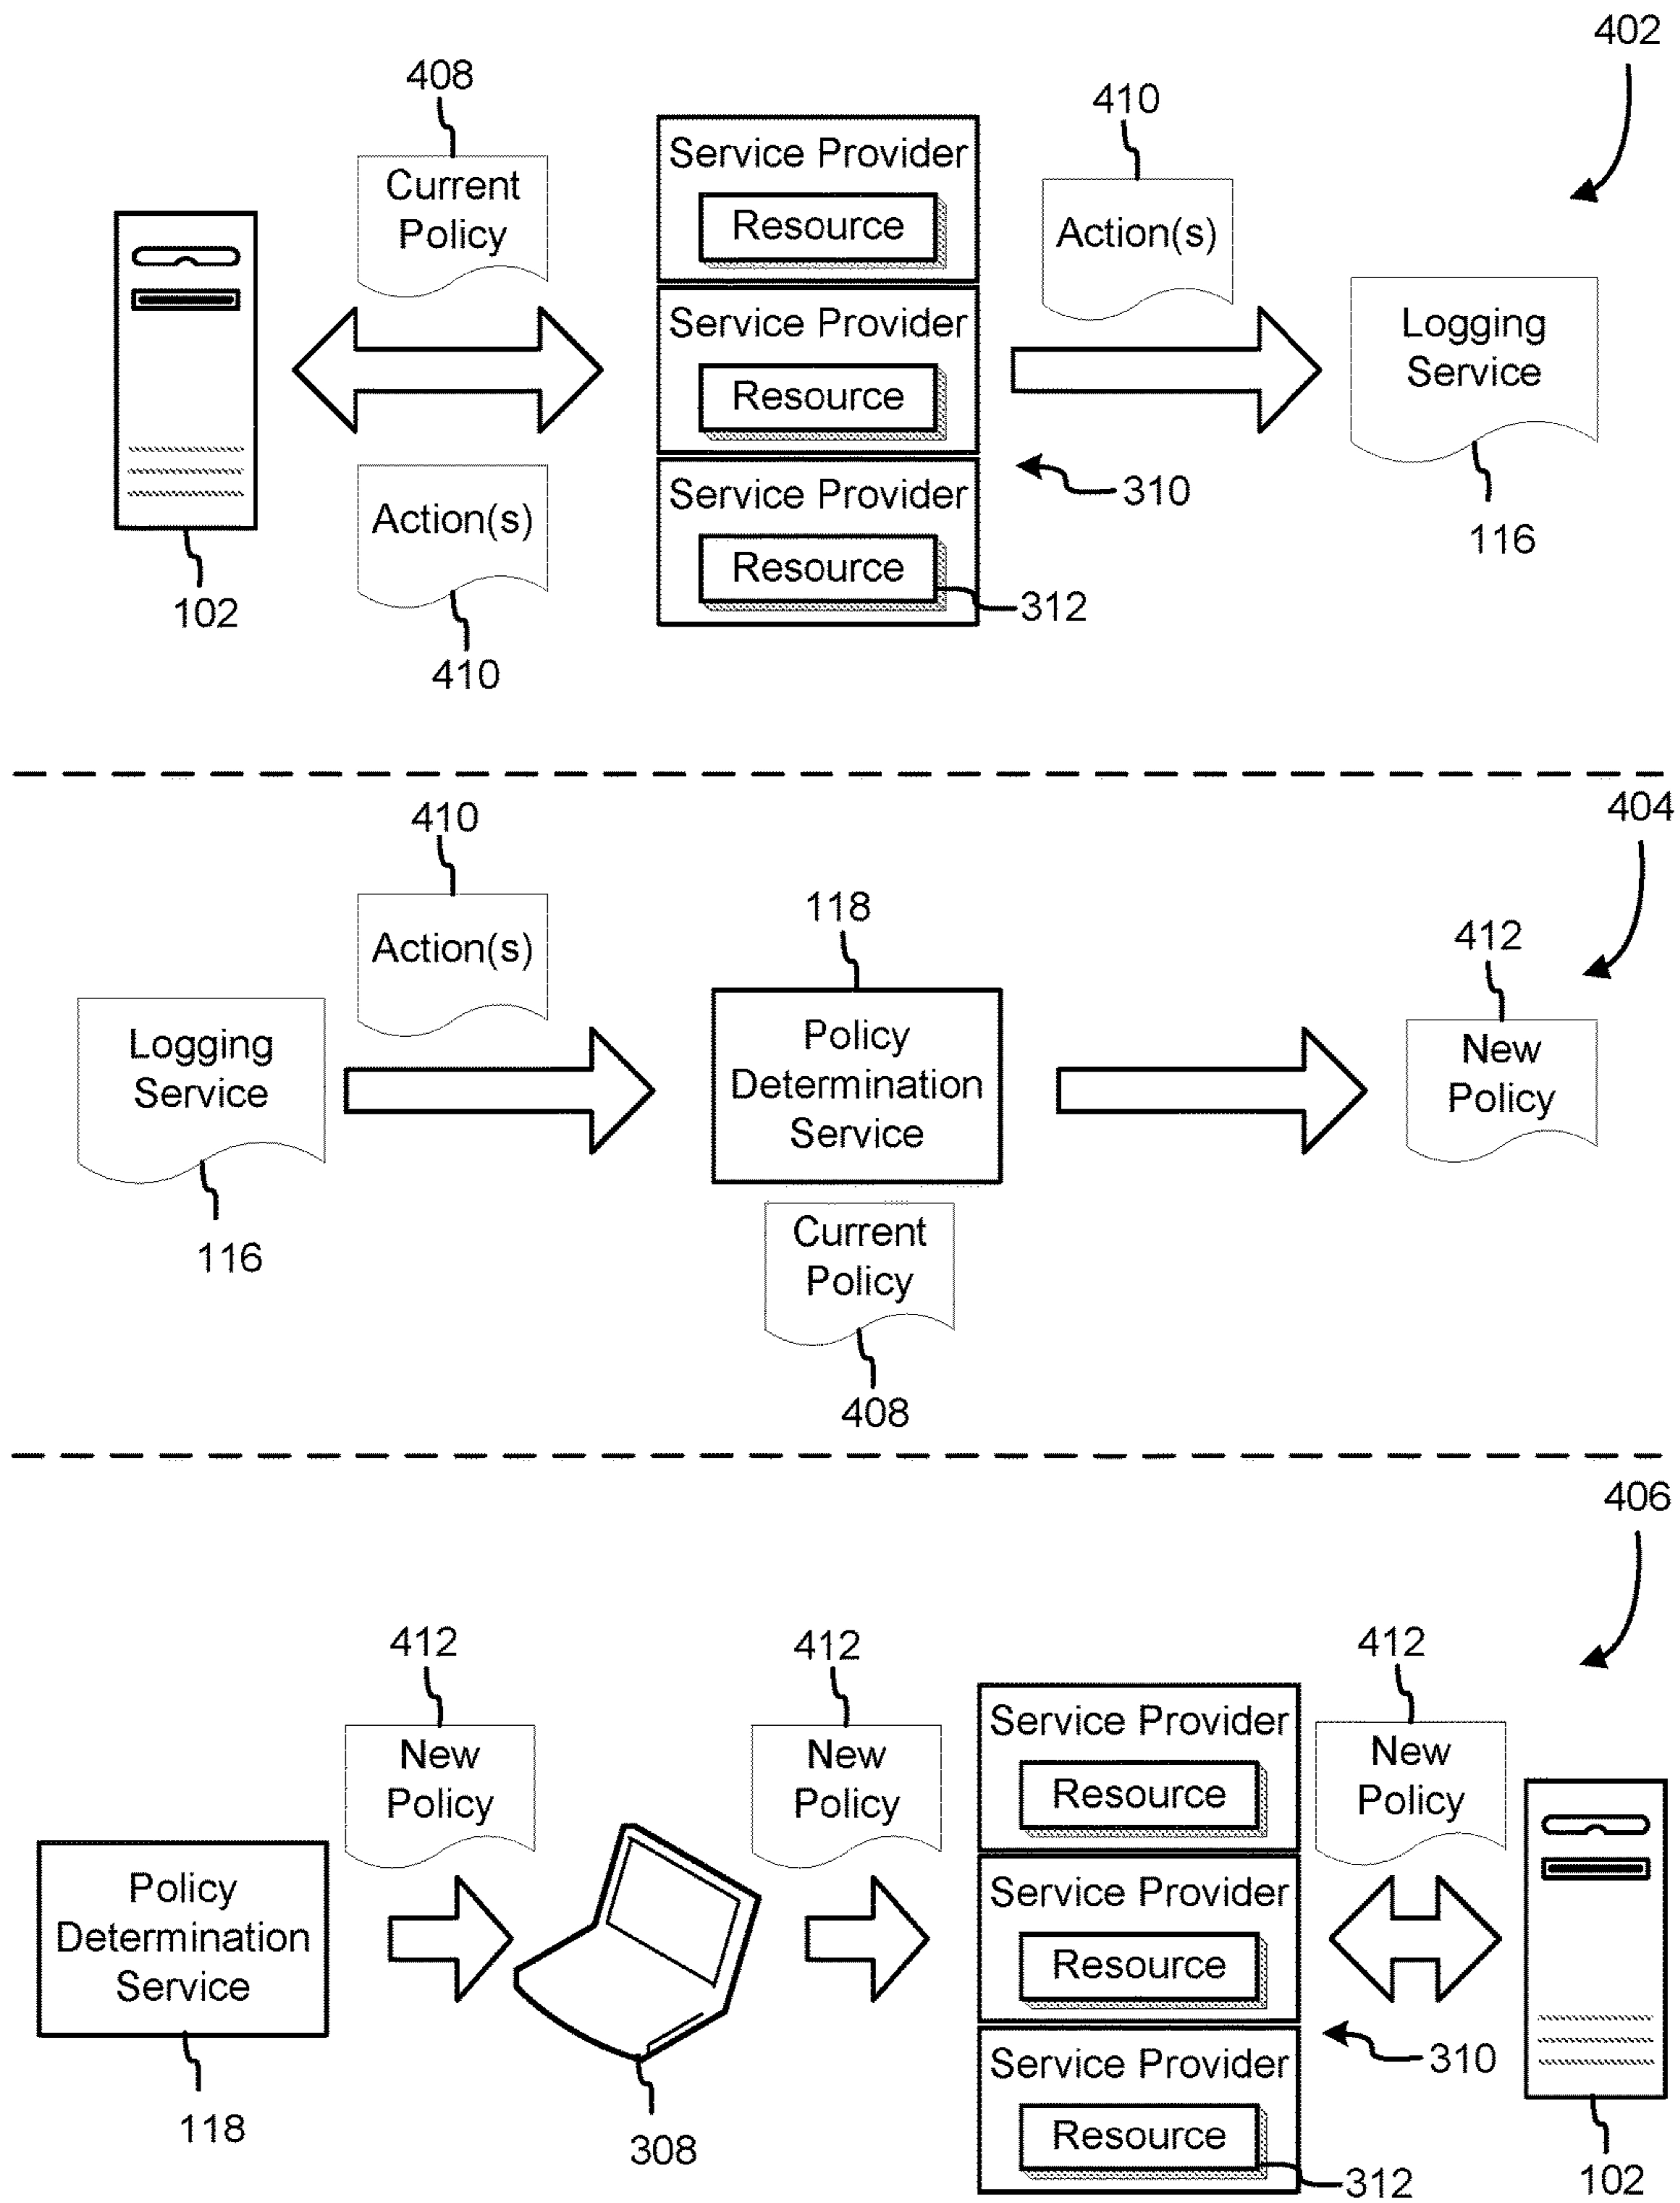 402
408
410
Current
Policy
Service Provider
Resource
Action(s)
Service Provider
Resource
Logging
Service
Action(s)
Service Provider
Resource
310
312
116
102
410
404
410
118
412
Action(s)
Logging
Service
Policy
Determination
Service
New
Policy
116
Current
Policy
408
406
412
412
412
New
Policy
New
Policy
Service Provider
Resource
New
Policy
Policy
Determination
Service
Service Provider
Resource
Service Provider
Resource
310
118
308
312
102